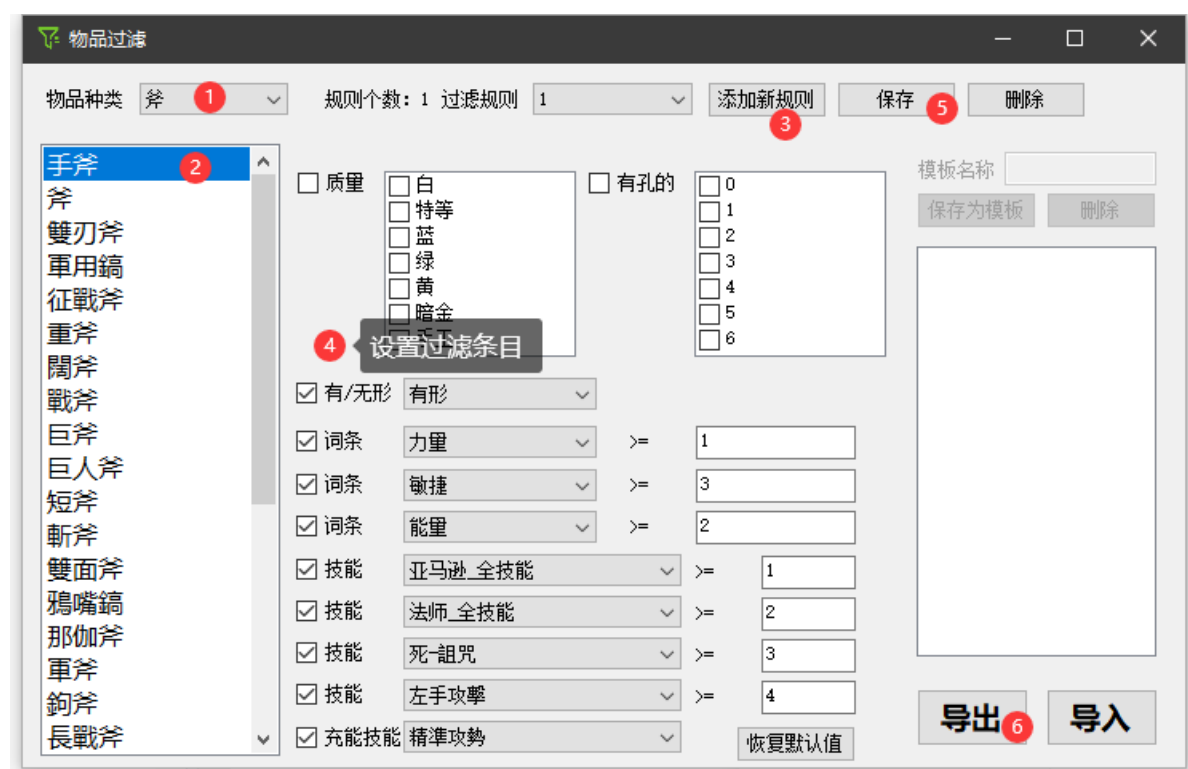 物品过滤
物品种类 斧 1 规则个数: 1 过滤规则 1 添加新规则 3 保存 5 删除
手斧 2
斧
雙刃斧
軍用鎬
征戰斧
重斧
闊斧
戰斧
巨斧
巨人斧
短斧
斬斧
雙面斧
鴉嘴鎬
那伽斧
軍斧
鉤斧
長戰斧
质量
白
特等
蓝
绿
黄
暗金
有孔的
0
1
2
3
4
5
6
4 设置过滤条目
有/无形 有形
词条 力量 >= 1
词条 敏捷 >= 3
词条 能量 >= 2
技能 亚马逊_全技能 >= 1
技能 法师_全技能 >= 2
技能 死-詛咒 >= 3
技能 左手攻擊 >= 4
充能技能 精準攻勢
恢复默认值
模板名称
保存为模板 删除
导出 6 导入